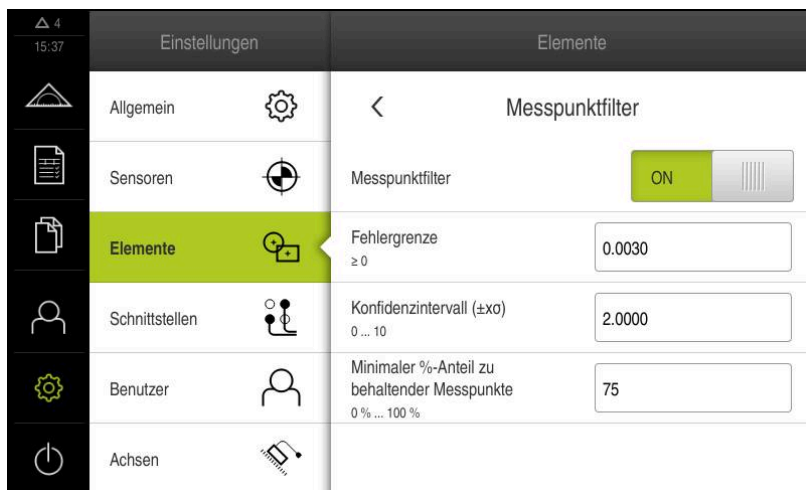 4
15:37
Einstellungen
Elemente
Allgemein
Sensoren
Elemente
Schnittstellen
Benutzer
Achsen
Messpunktfilter
Messpunktfilter
ON
Fehlergrenze
≥ 0
0.0030
Konfidenzintervall (±xσ)
0 ... 10
2.0000
Minimaler %-Anteil zu
behaltender Messpunkte
0 % ... 100 %
75